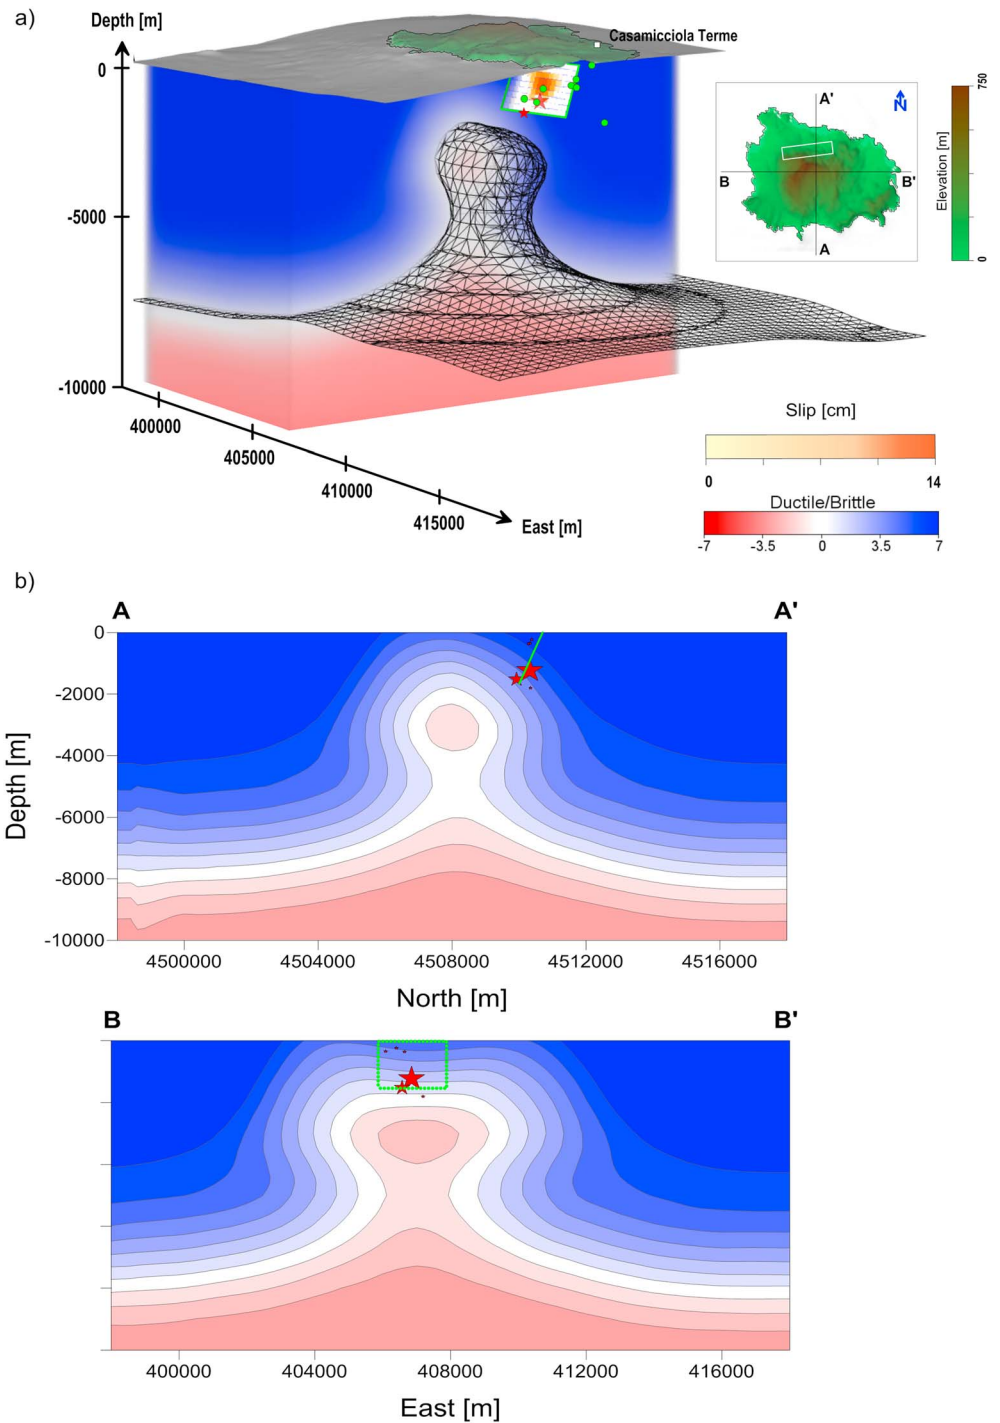 a)
Depth [m]
Casamicciola Terme
0
-5000
-10000
400000
405000
410000
415000
East [m]
A'
N
B
B'
A
Elevation [m]
750
0
Slip [cm]
0
14
Ductile/Brittle
-7
-3.5
0
3.5
7
b)
A
A'
0
-2000
-4000
-6000
-8000
-10000
Depth [m]
4500000
4504000
4508000
4512000
4516000
North [m]
B
B'
400000
404000
408000
412000
416000
East [m]